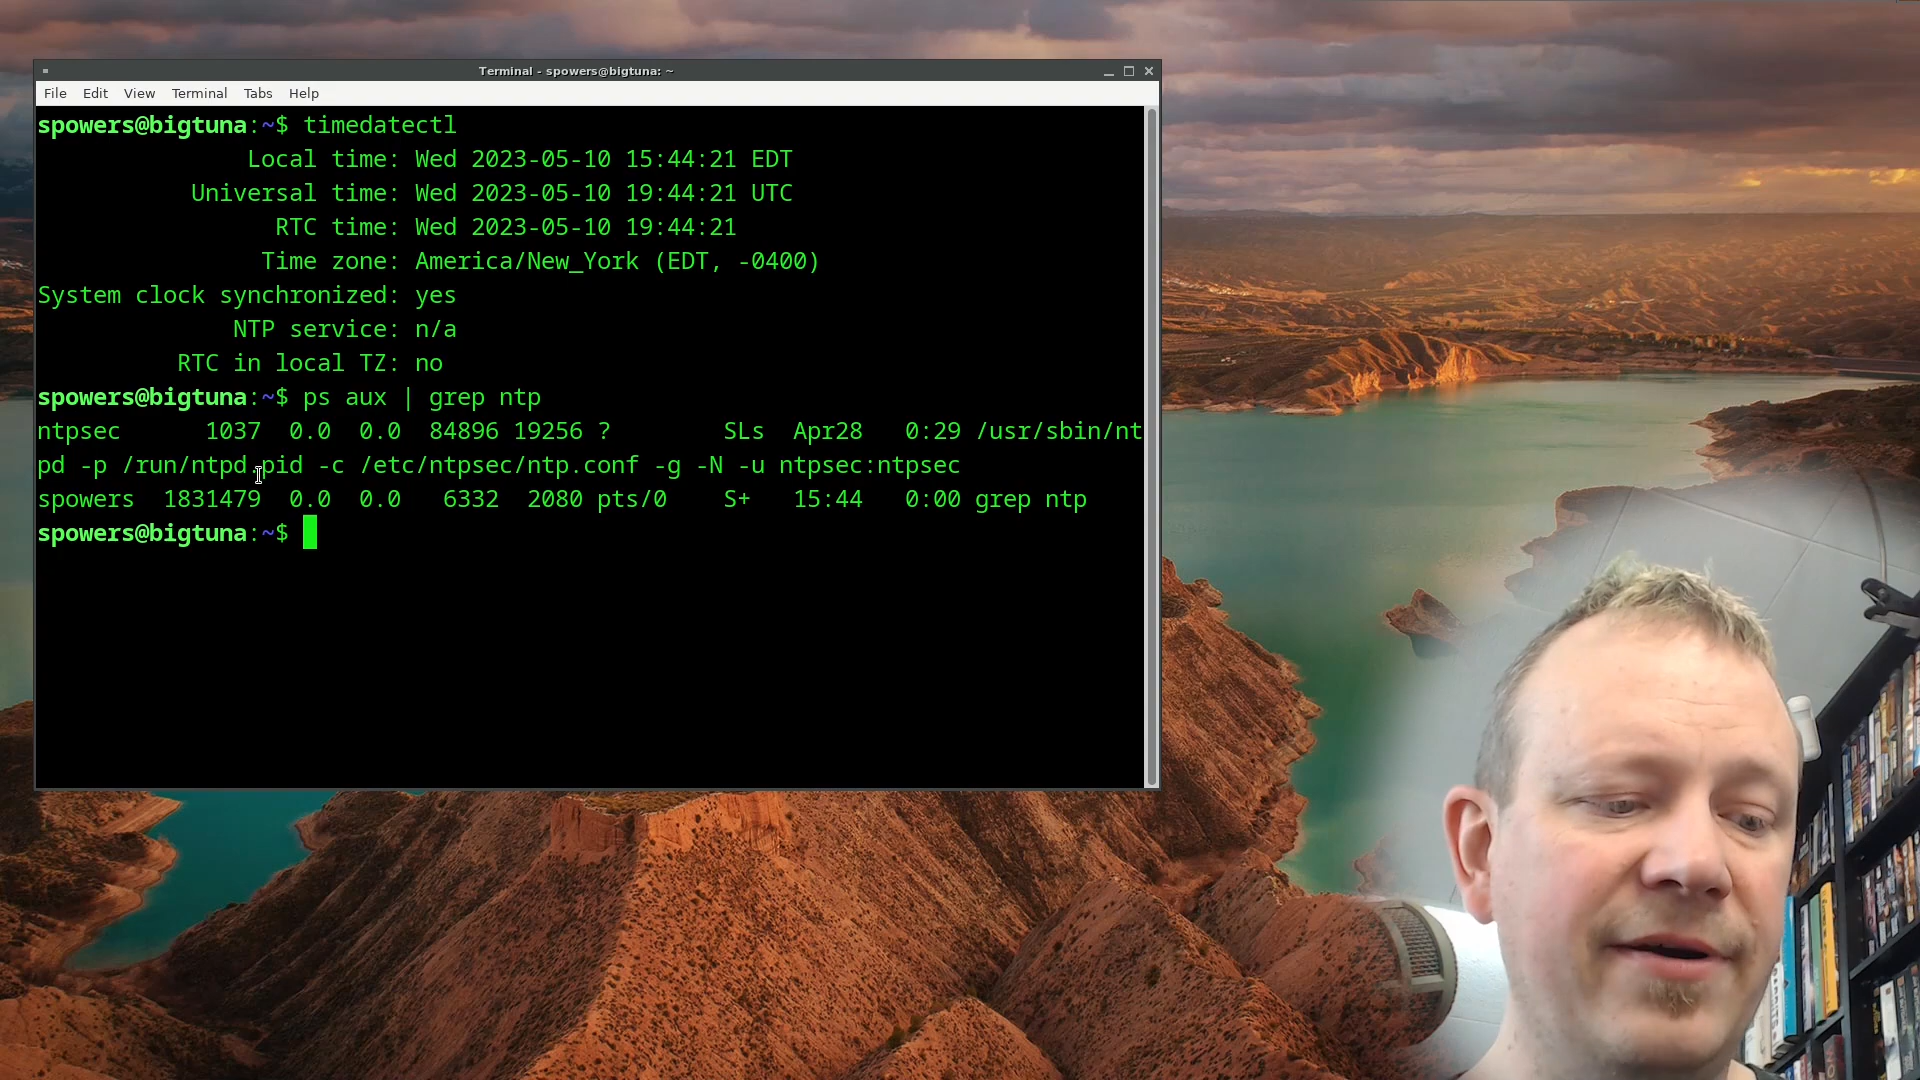 Terminal - spowers@bigtuna: ~
File Edit View Terminal Tabs Help
spowers@bigtuna:~$ timedatectl
Local time: Wed 2023-05-10 15:44:21 EDT
Universal time: Wed 2023-05-10 19:44:21 UTC
RTC time: Wed 2023-05-10 19:44:21
Time zone: America/New_York (EDT, -0400)
System clock synchronized: yes
NTP service: n/a
RTC in local TZ: no
spowers@bigtuna:~$ ps aux | grep ntp
ntpsec 1037 0.0 0.0 84896 19256 ? SLs Apr28 0:29 /usr/sbin/nt
pd -p /run/ntpd.pid -c /etc/ntpsec/ntp.conf -g -N -u ntpsec:ntpsec
spowers 1831479 0.0 0.0 6332 2080 pts/0 S+ 15:44 0:00 grep ntp
spowers@bigtuna:~$